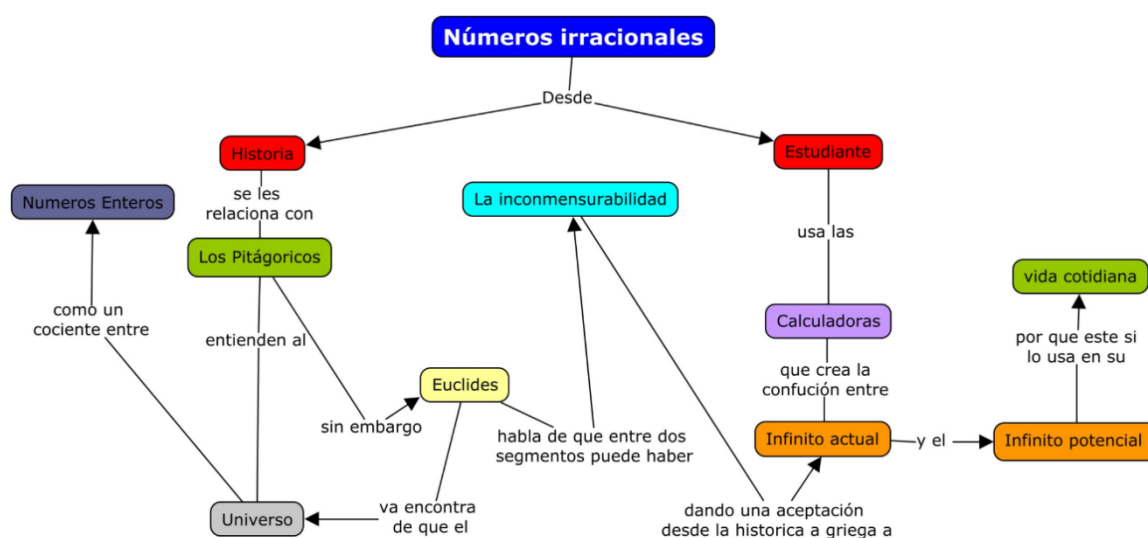 Números irracionales
Desde
Historia
Estudiante
se les
relaciona con
Numeros Enteros
La inconmensurabilidad
usa las
Los Pitágoricos
vida cotidiana
como un
cociente entre
entienden al
Calculadoras
por que este si
lo usa en su
que crea la
confución entre
Euclides
sin embargo
habla de que entre dos
segmentos puede haber
Infinito actual
y el
Infinito potencial
Universo
va encontra
de que el
dando una aceptación
desde la historica a griega a